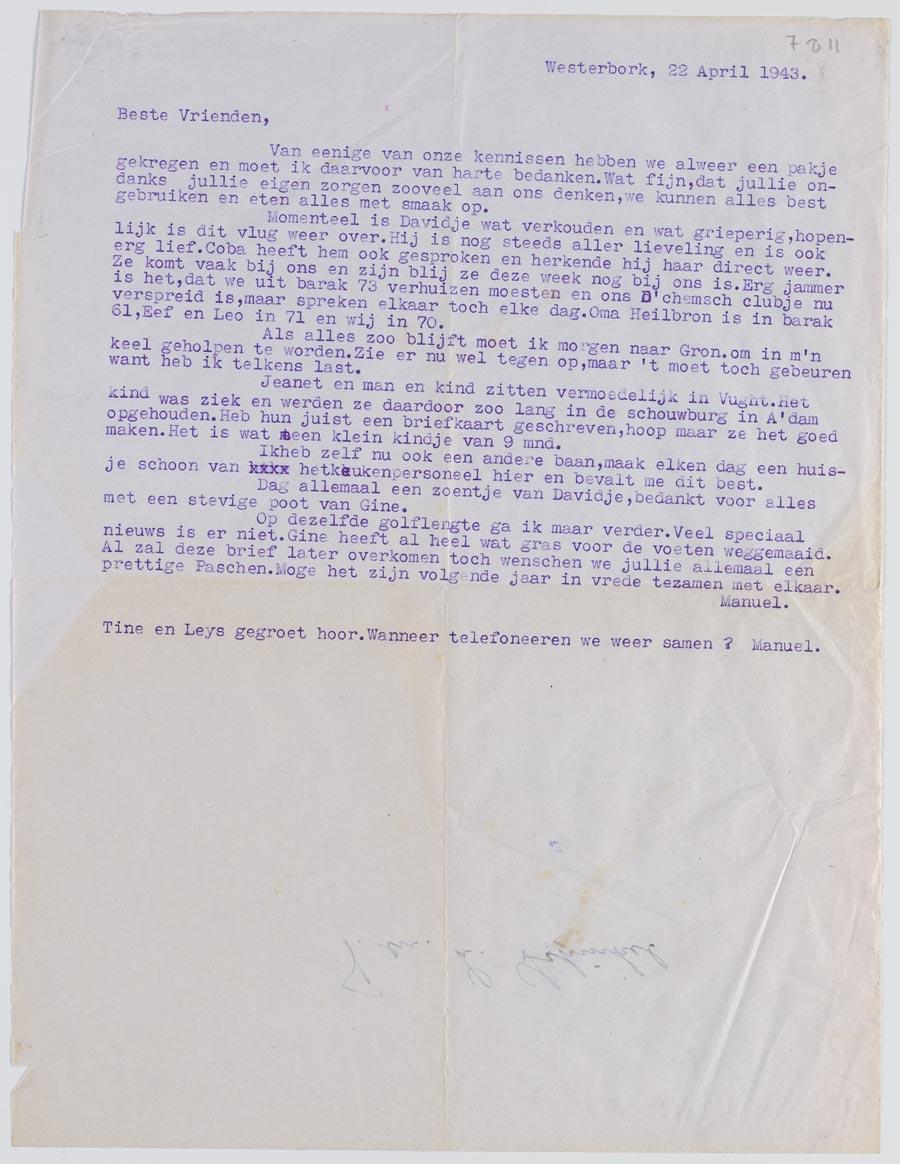 7 B 11
Westerbork, 22 April 1943.
Beste Vrienden,
Van eenige van onze kennissen hebben we alweer een pakje
gekregen en moet ik daarvoor van harte bedanken.Wat fijn,dat jullie on-
danks jullie eigen zorgen zooveel aan ons denken,we kunnen alles best
gebruiken en eten alles met smaak op.
Momenteel is Davidje wat verkouden en wat grieperig,hopen-
lijk is dit vlug weer over.Hij is nog steeds aller lieveling en is ook
erg lief.Coba heeft hem ook gesproken en herkende hij haar direct weer.
Ze komt vaak bij ons en zijn blij ze deze week nog bij ons is.Erg jammer
is het,dat we uit barak 73 verhuizen moesten en ons D'chemsch clubje nu
verspreid is,maar spreken elkaar toch elke dag.Oma Heilbron is in barak
61,Eef en Leo in 71 en wij in 70.
Als alles zoo blijft moet ik morgen naar Gron.om in m'n
keel geholpen te worden.Zie er nu wel tegen op,maar 't moet toch gebeuren
want heb ik telkens last.
Jeanet en man en kind zitten vermoedelijk in Vught.Het
kind was ziek en werden ze daardoor zoo lang in de schouwburg in A'dam
opgehouden.Heb hun juist een briefkaart geschreven,hoop maar ze het goed
maken.Het is wat een klein kindje van 9 mnd.
Ikheb zelf nu ook een andere baan,maak elken dag een huis-
je schoon van xxxx hetkeukenpersoneel hier en bevalt me dit best.
Dag allemaal een zoentje van Davidje,bedankt voor alles
met een stevige poot van Gine.
Op dezelfde golflengte ga ik maar verder.Veel speciaal
nieuws is er niet.Gine heeft al heel wat gras voor de voeten weggemaaid.
Al zal deze brief later overkomen toch wenschen we jullie allemaal een
prettige Paschen.Moge het zijn volgende jaar in vrede tezamen met elkaar.
Manuel.
Tine en Leys gegroet hoor.Wanneer telefoneeren we weer samen ? Manuel.